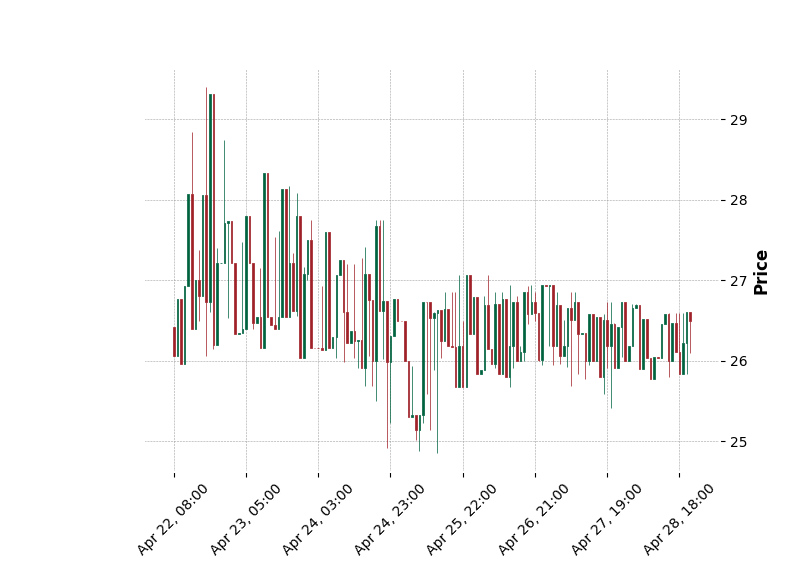 29
28
27
26
25
Price
Apr 22, 08:00
Apr 23, 05:00
Apr 24, 03:00
Apr 24, 23:00
Apr 25, 22:00
Apr 26, 21:00
Apr 27, 19:00
Apr 28, 18:00